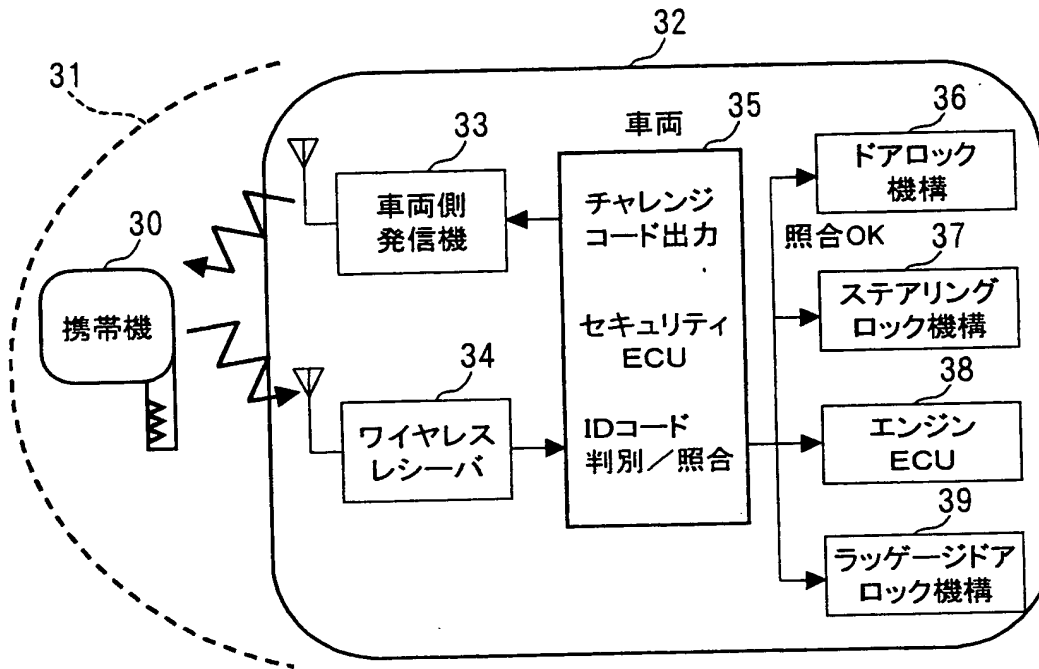 32
31
車両
33
35
36
ドアロック
機構
車両側
発信機
チャレンジ
コード出力
照合OK
30
携帯機
37
ステアリング
ロック機構
セキュリティ
ECU
34
ワイヤレス
レシーバ
IDコード
判別／照合
38
エンジン
ECU
39
ラッゲージドア
ロック機構